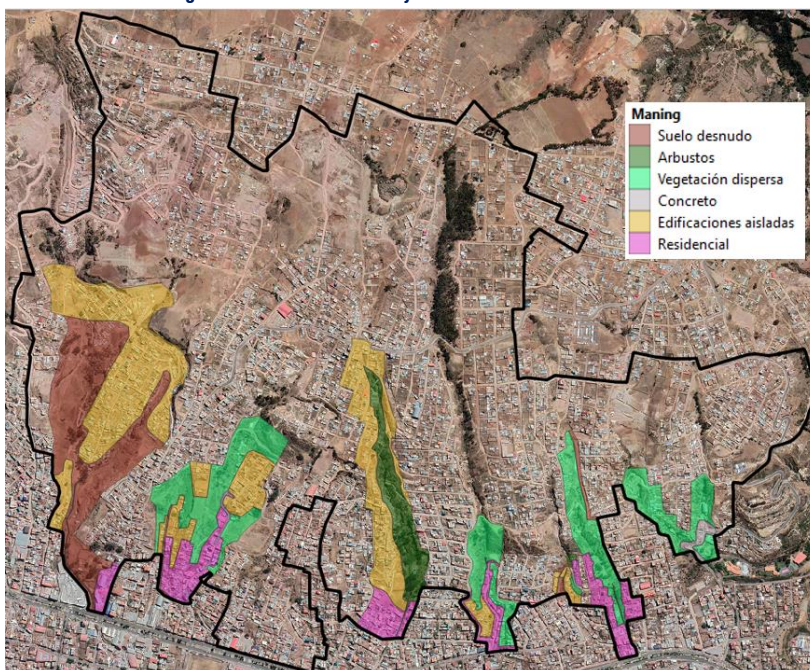 Maning
Suelo desnudo
Arbustos
Vegetación dispersa
Concreto
Edificaciones aisladas
Residencial